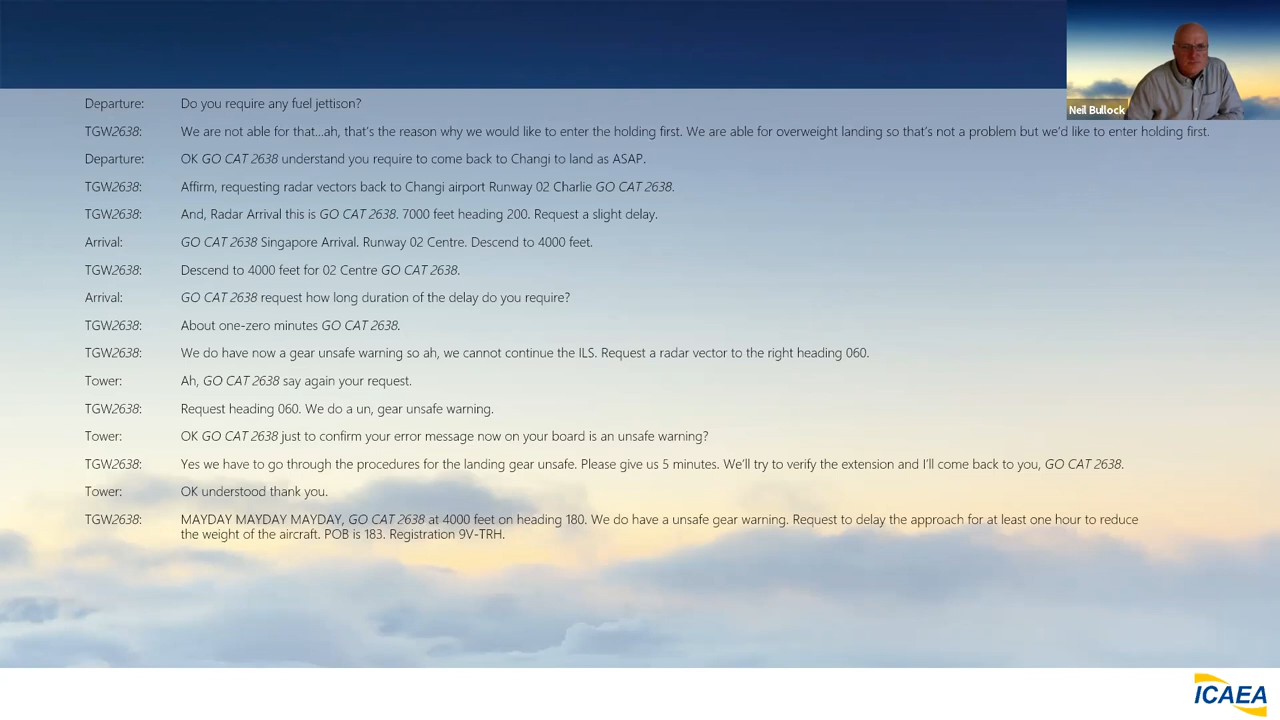 Neil Bullock
Departure: Do you require any fuel jettison?
TGW2638: We are not able for that...ah, that's the reason why we would like to enter the holding first. We are able for overweight landing so that's not a problem but we'd like to enter holding first.
Departure: OK GO CAT 2638 understand you require to come back to Changi to land as ASAP.
TGW2638: Affirm, requesting radar vectors back to Changi airport Runway 02 Charlie GO CAT 2638.
TGW2638: And, Radar Arrival this is GO CAT 2638. 7000 feet heading 200. Request a slight delay.
Arrival: GO CAT 2638 Singapore Arrival. Runway 02 Centre. Descend to 4000 feet.
TGW2638: Descend to 4000 feet for 02 Centre GO CAT 2638.
Arrival: GO CAT 2638 request how long duration of the delay do you require?
TGW2638: About one-zero minutes GO CAT 2638.
TGW2638: We do have now a gear unsafe warning so ah, we cannot continue the ILS. Request a radar vector to the right heading 060.
Tower: Ah, GO CAT 2638 say again your request.
TGW2638: Request heading 060. We do a un, gear unsafe warning.
Tower: OK GO CAT 2638 just to confirm your error message now on your board is an unsafe warning?
TGW2638: Yes we have to go through the procedures for the landing gear unsafe. Please give us 5 minutes. We'll try to verify the extension and I'll come back to you, GO CAT 2638.
Tower: OK understood thank you.
TGW2638: MAYDAY MAYDAY MAYDAY, GO CAT 2638 at 4000 feet on heading 180. We do have a unsafe gear warning. Request to delay the approach for at least one hour to reduce
the weight of the aircraft. POB is 183. Registration 9V-TRH.
ICAEA